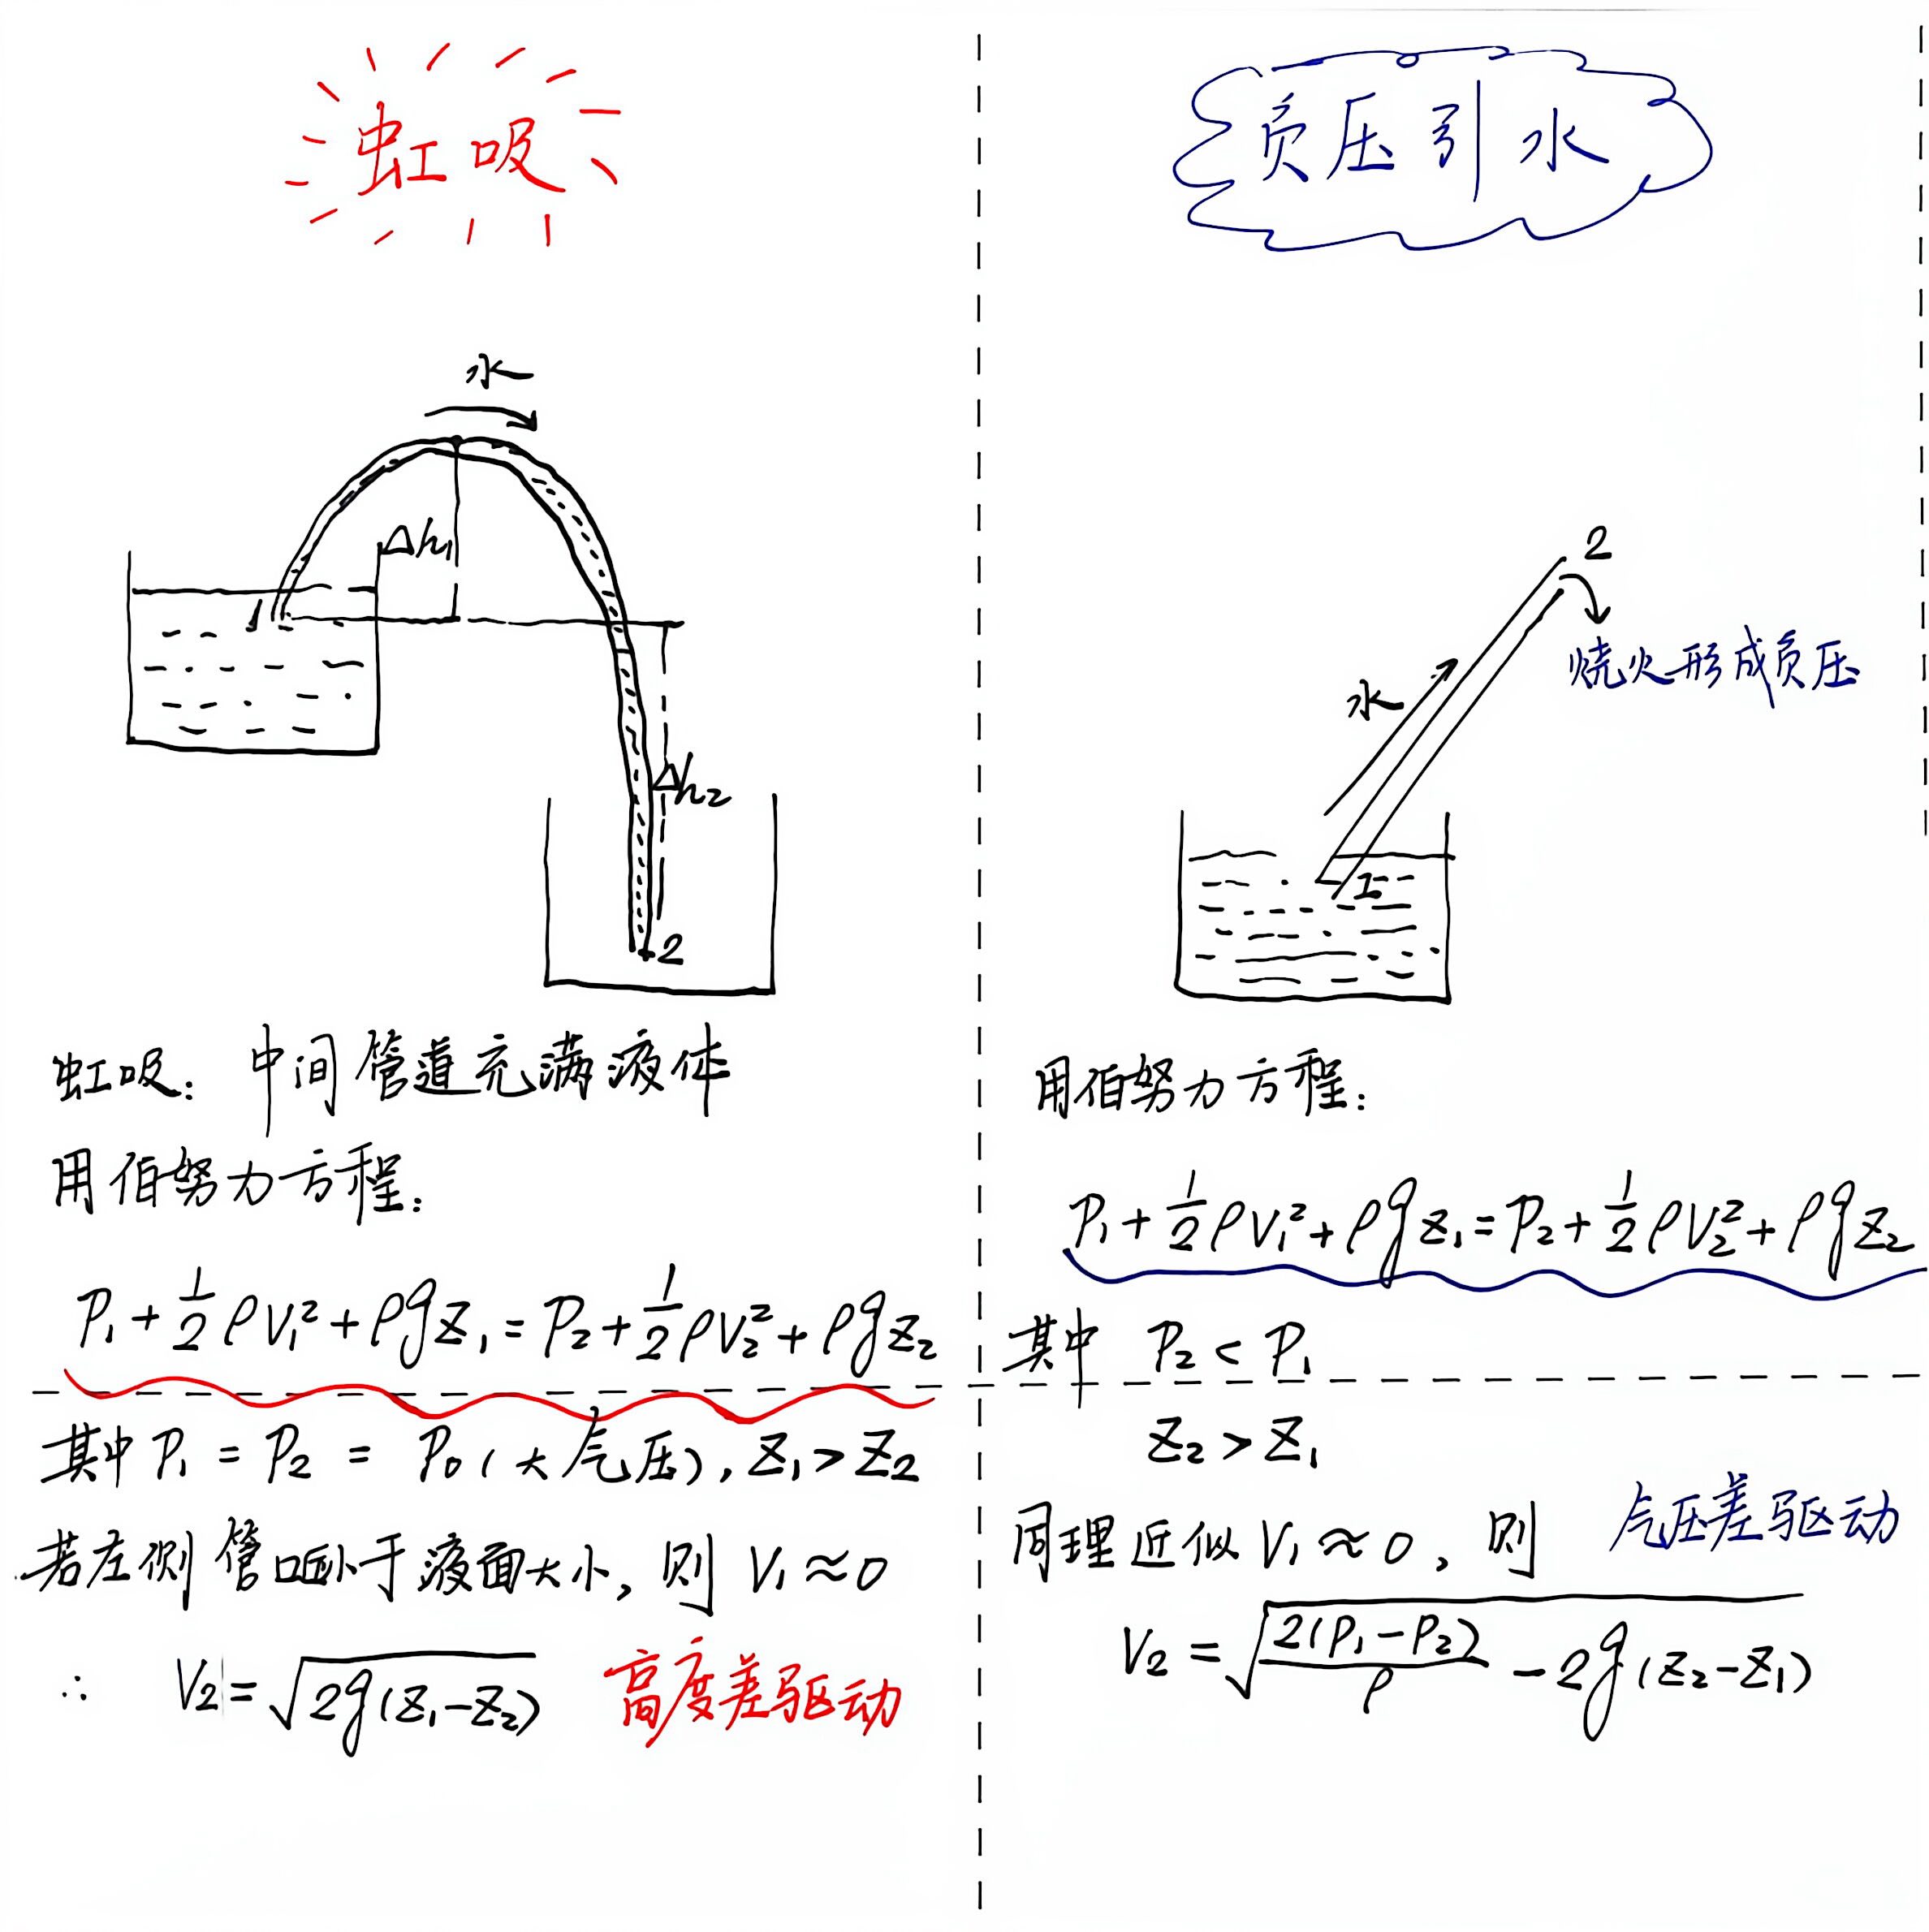 虹吸
水
Δh₁
1
Δh₂
2
虹吸：中间管道充满液体
用伯努力方程：
P₁+½ρV₁²+ρgz₁=P₂+½ρV₂²+ρgz₂
其中 P₁ = P₂ = P₀(大气压), z₁>z₂
若左侧管口面小于液面大小, 则 V₁≈0
∴ V₂=√(2g(z₁-z₂)) 高度差驱动
负压引水
2
烧火形成负压
水
1
用伯努力方程：
P₁+½ρV₁²+ρgz₁=P₂+½ρV₂²+ρgz₂
其中 P₂<P₁
z₂>z₁
同理近似 V₁≈0, 则 气压差驱动
V₂=√(2(P₁-P₂)/ρ -2g(z₂-z₁))